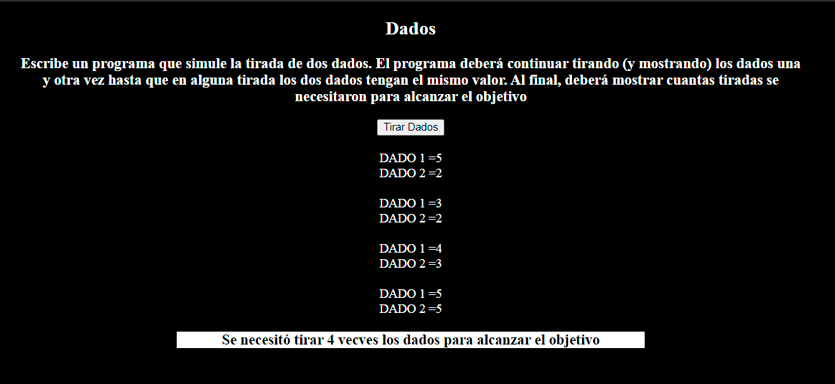 Dados
Escribe un programa que simule la tirada de dos dados. El programa deberá continuar tirando (y mostrando) los dados una
y otra vez hasta que en alguna tirada los dos dados tengan el mismo valor. Al final, deberá mostrar cuantas tiradas se
necesitaron para alcanzar el objetivo
Tirar Dados
DADO 1 =5
DADO 2 =2
DADO 1 =3
DADO 2 =2
DADO 1 =4
DADO 2 =3
DADO 1 =5
DADO 2 =5
Se necesitó tirar 4 vecves los dados para alcanzar el objetivo